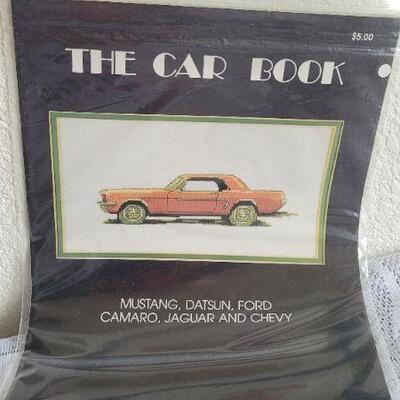 $5.00
THE CAR BOOK
MUSTANG, DATSUN, FORD
CAMARO, JAGUAR AND CHEVY